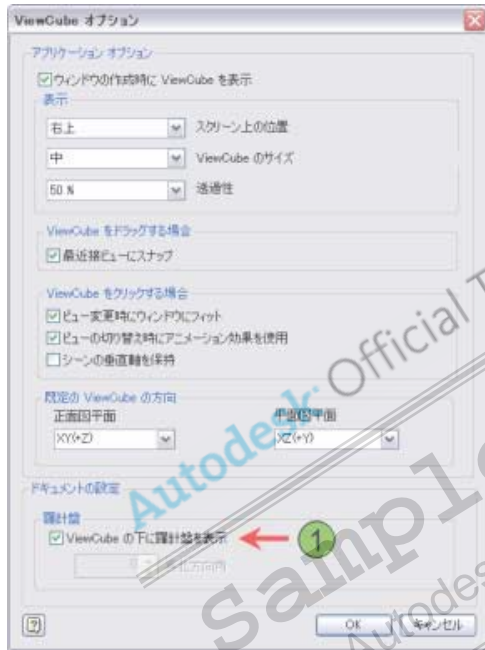 ViewCube オプション
アプリケーション オプション
ウィンドウの作成時に ViewCube を表示
表示
右上 スクリーン上の位置
中 ViewCube のサイズ
50 % 透過性
ViewCube をドラッグする場合
最近接ビューにスナップ
ViewCube をクリックする場合
ビュー変更時にウィンドウにフィット
ビューの切り替え時にアニメーション効果を使用
シーンの垂直軸を保持
既定の ViewCube の方向
正面図平面 平面図平面
XY(+Z) XZ(+Y)
ドキュメントの設定
羅針盤
ViewCube の下に羅針盤を表示
1
OK キャンセル
Autodesk Official
Sample
Autodes